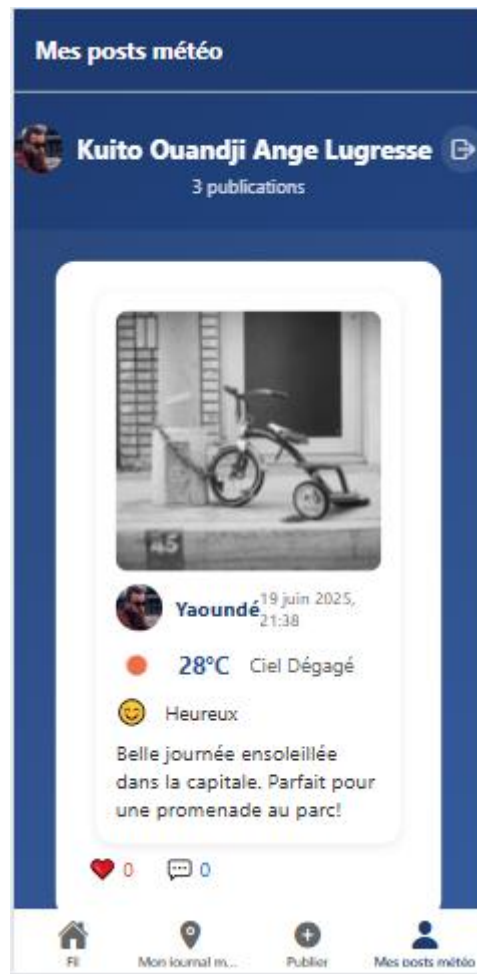 Mes posts météo
Kuito Ouandji Ange Lugresse
3 publications
45
Yaoundé
19 juin 2025,
21:38
28°C Ciel Dégagé
Heureux
Belle journée ensoleillée
dans la capitale. Parfait pour
une promenade au parc!
0 0
Fil Mon journal m... Publier Mes posts météo